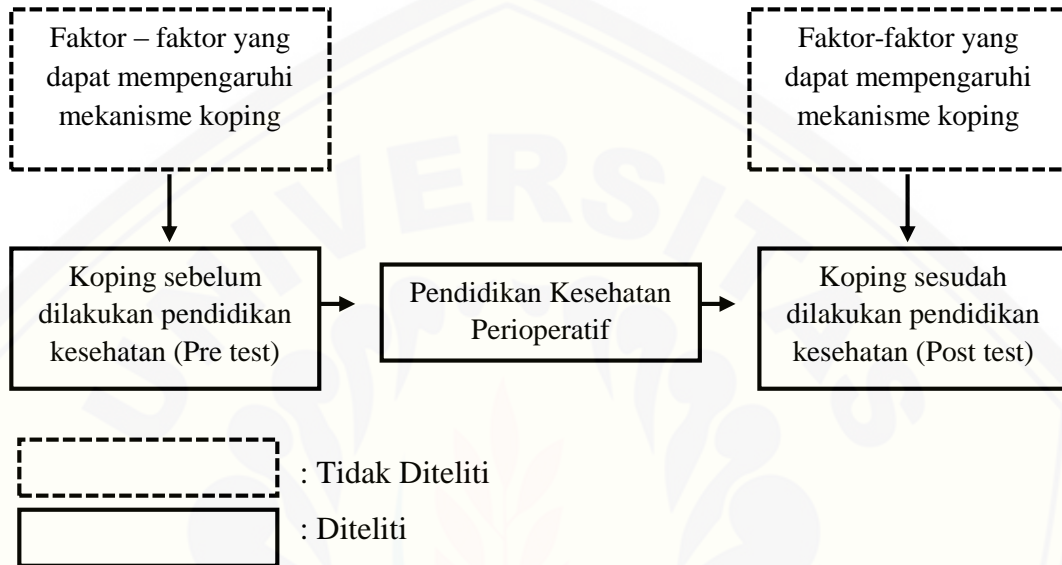 Faktor – faktor yang
dapat mempengaruhi
mekanisme koping
Faktor-faktor yang
dapat mempengaruhi
mekanisme koping
Koping sebelum
dilakukan pendidikan
kesehatan (Pre test)
Pendidikan Kesehatan
Perioperatif
Koping sesudah
dilakukan pendidikan
kesehatan (Post test)
: Tidak Diteliti
: Diteliti
UNIVERSITAS